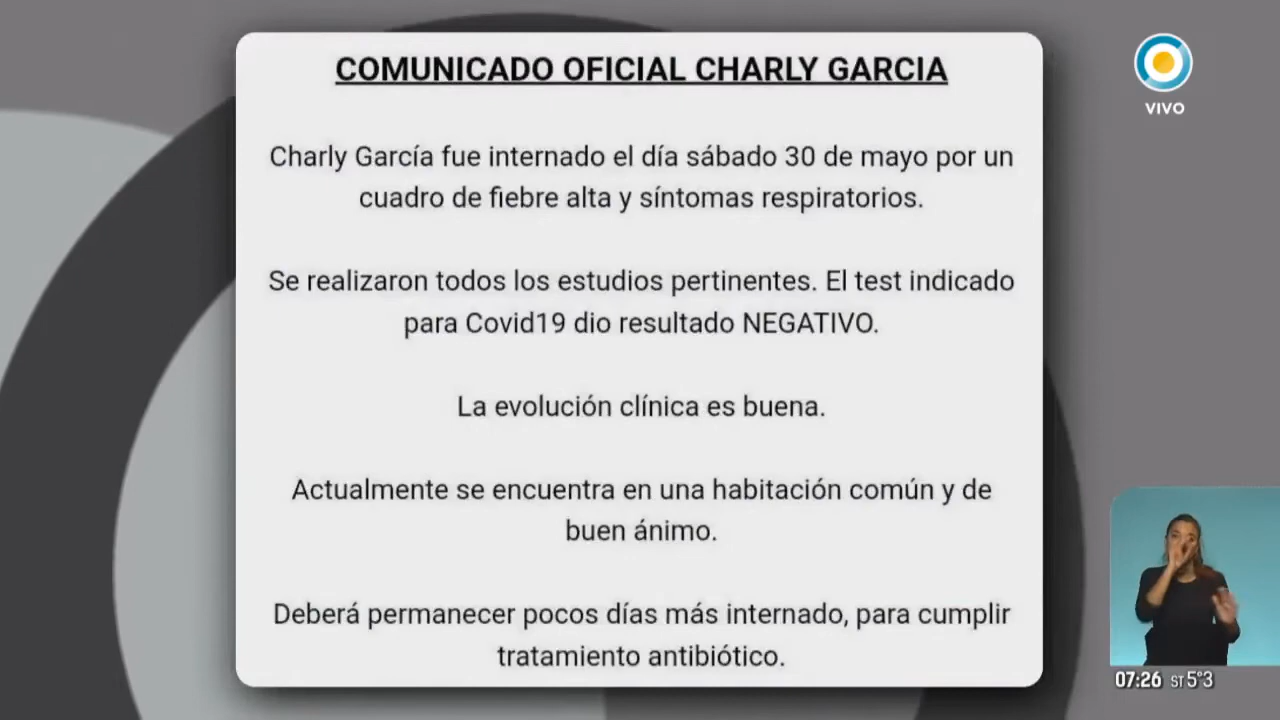 COMUNICADO OFICIAL CHARLY GARCIA
Charly García fue internado el día sábado 30 de mayo por un
cuadro de fiebre alta y síntomas respiratorios.
Se realizaron todos los estudios pertinentes. El test indicado
para Covid19 dio resultado NEGATIVO.
La evolución clínica es buena.
Actualmente se encuentra en una habitación común y de
buen ánimo.
Deberá permanecer pocos días más internado, para cumplir
tratamiento antibiótico.
VIVO
07:26 ST 5°3